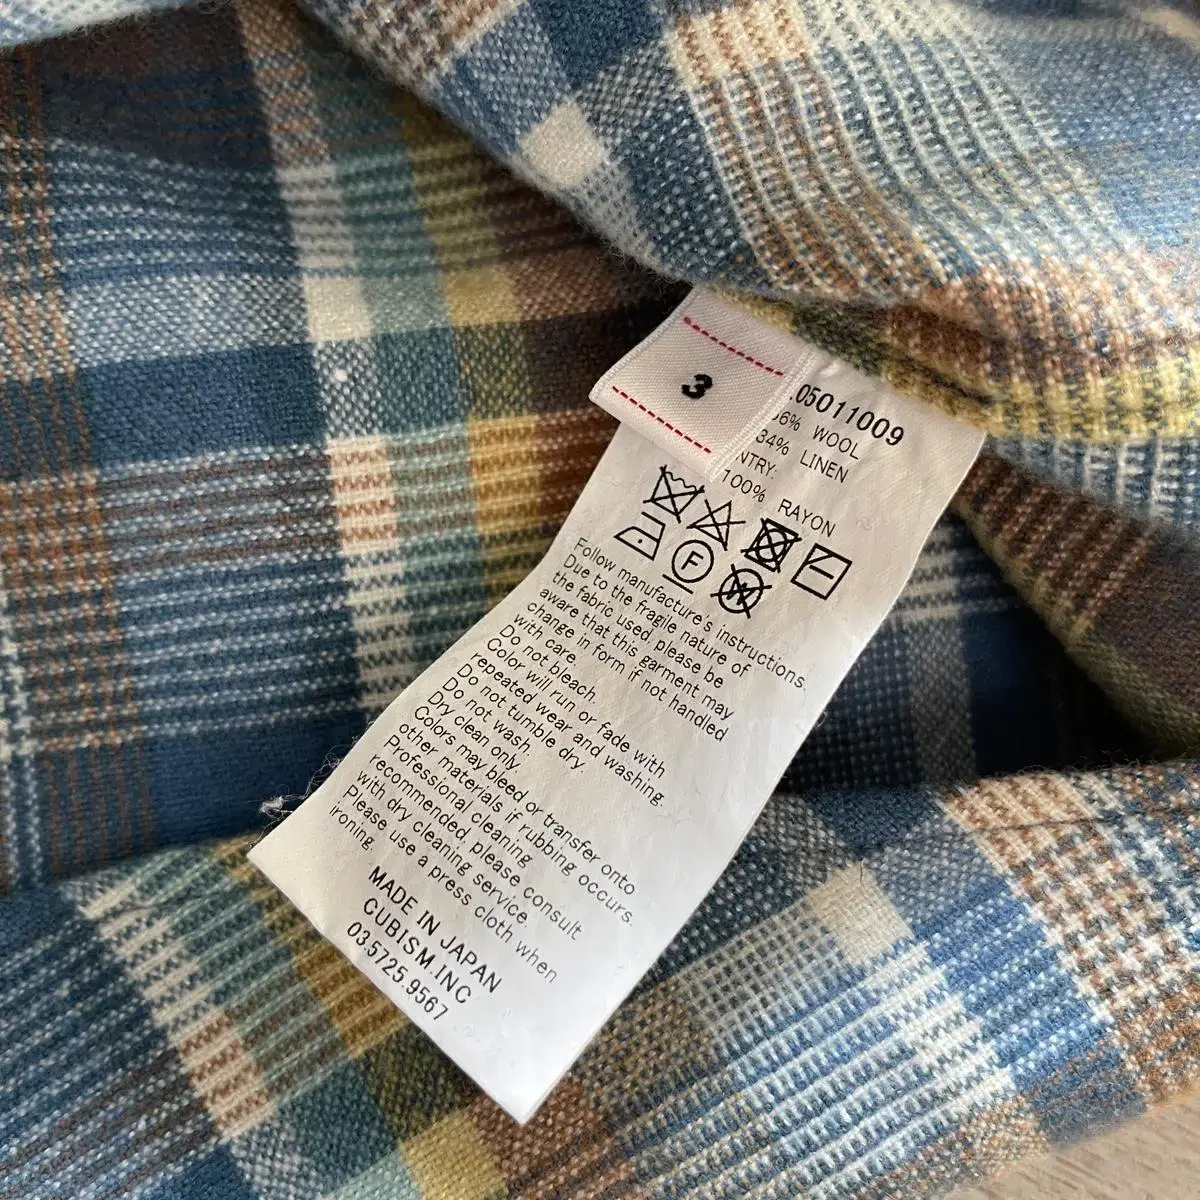 3
.05011009
66% WOOL
34% LINEN
NTRY:
100% RAYON
F
W
Follow manufacture's instructions.
Due to the fragile nature of
the fabric used, please be
aware that this garment may
change in form if not handled
with care.
Do not bleach.
Color will run or fade with
repeated wear and washing.
Do not tumble dry.
Do not wash.
Dry clean only.
Colors may bleed or transfer onto
other materials if rubbing occurs.
Professional cleaning
recommended, please consult
with dry cleaning service.
Please use a press cloth when
ironing.
MADE IN JAPAN
CUBISM.INC
03.5725.9567